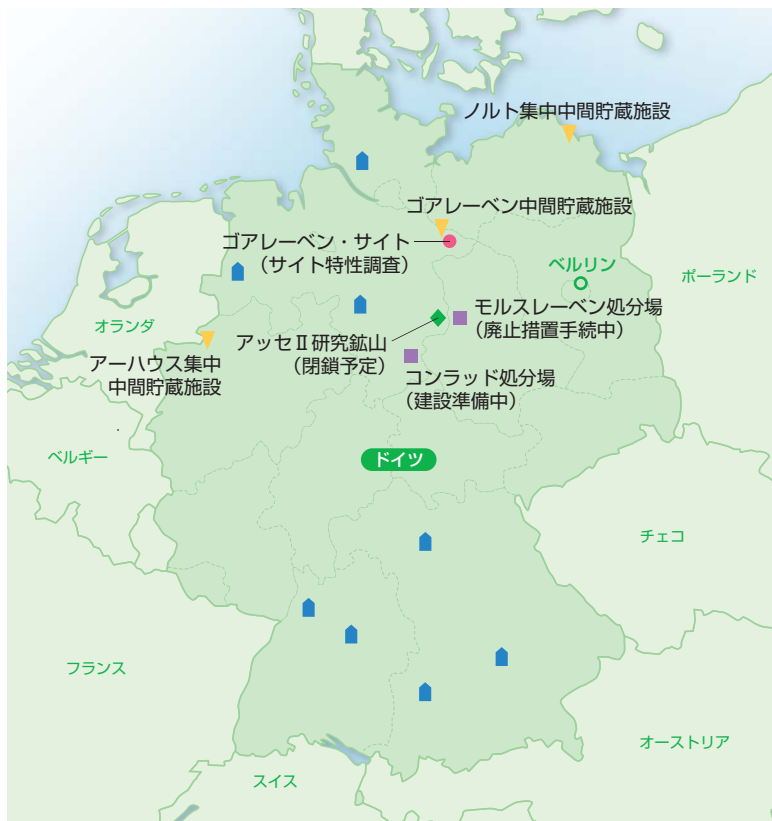 ノルト集中中間貯蔵施設
ゴアレーベン中間貯蔵施設
ゴアレーベン・サイト
（サイト特性調査）
ベルリン
ポーランド
オランダ
モルスレーベン処分場
（廃止措置手続中）
アッセⅡ研究鉱山
（閉鎖予定）
アーハウス集中
中間貯蔵施設
コンラッド処分場
（建設準備中）
ベルギー
ドイツ
チェコ
フランス
オーストリア
スイス